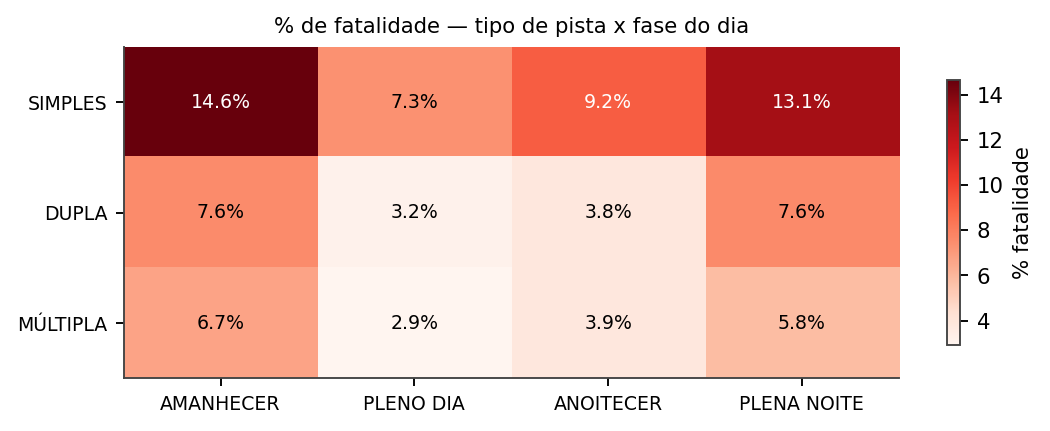 % de fatalidade — tipo de pista x fase do dia
SIMPLES 14.6% 7.3% 9.2% 13.1%
DUPLA 7.6% 3.2% 3.8% 7.6%
MÚLTIPLA 6.7% 2.9% 3.9% 5.8%
AMANHECER PLENO DIA ANOITECER PLENA NOITE
14
12
10
8
6
4
% fatalidade